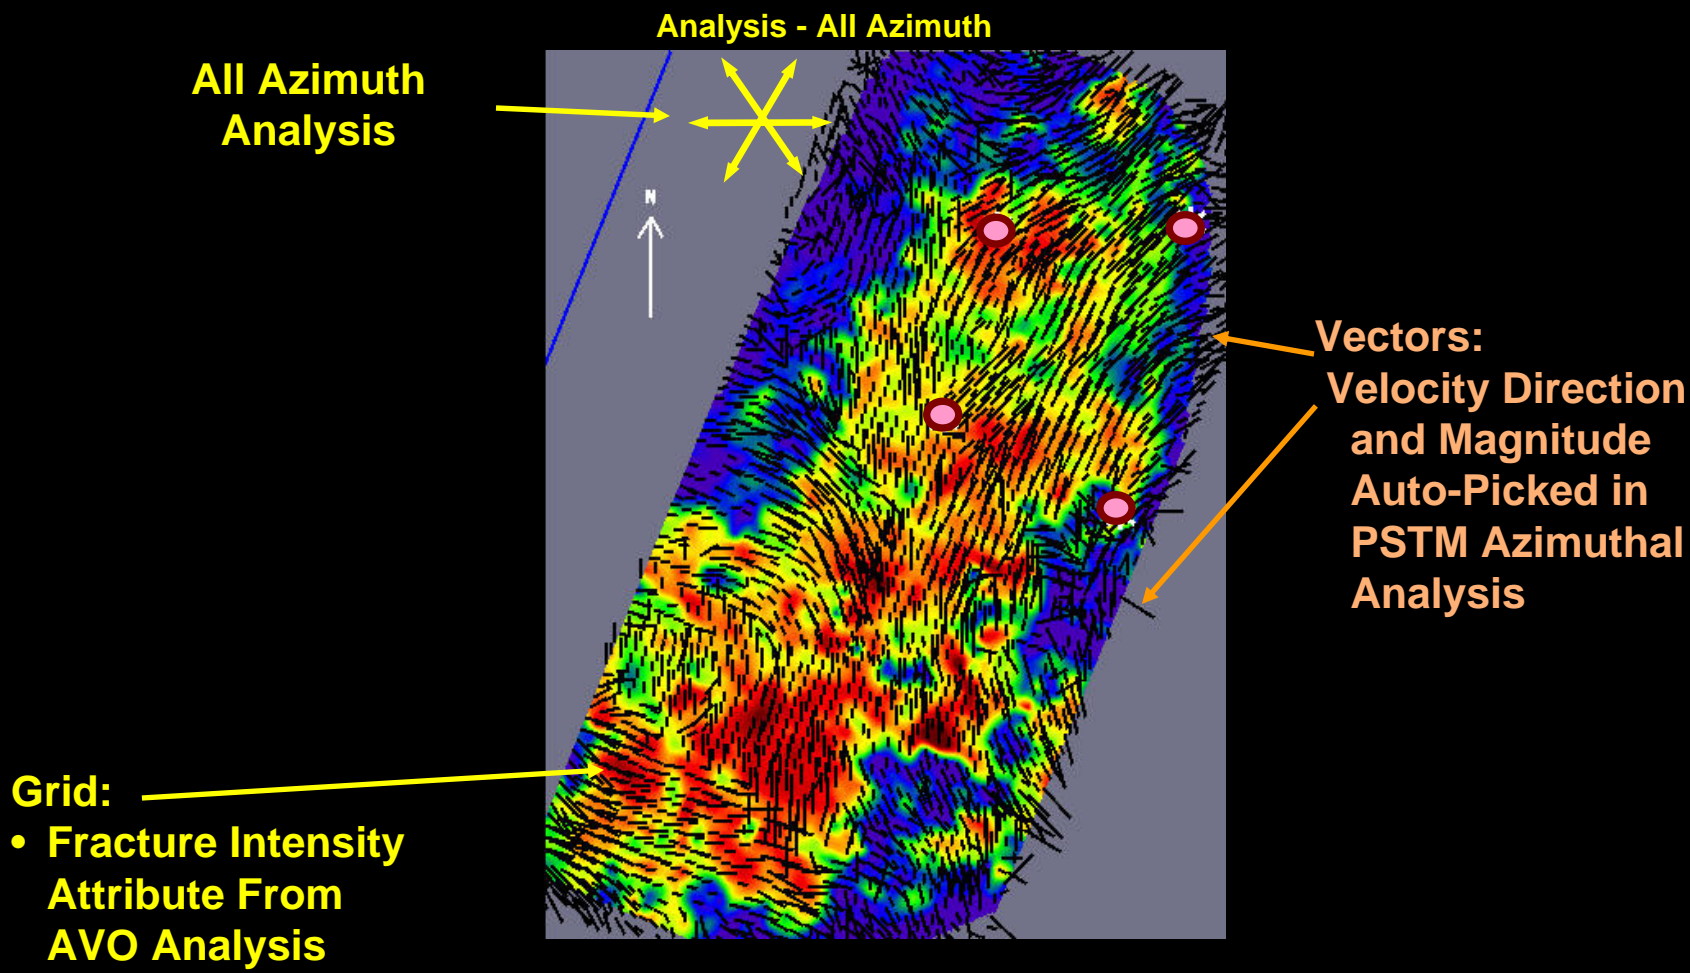 Analysis - All Azimuth
All Azimuth
Analysis
N
Vectors:
Velocity Direction
and Magnitude
Auto-Picked in
PSTM Azimuthal
Analysis
Grid:
• Fracture Intensity
Attribute From
AVO Analysis